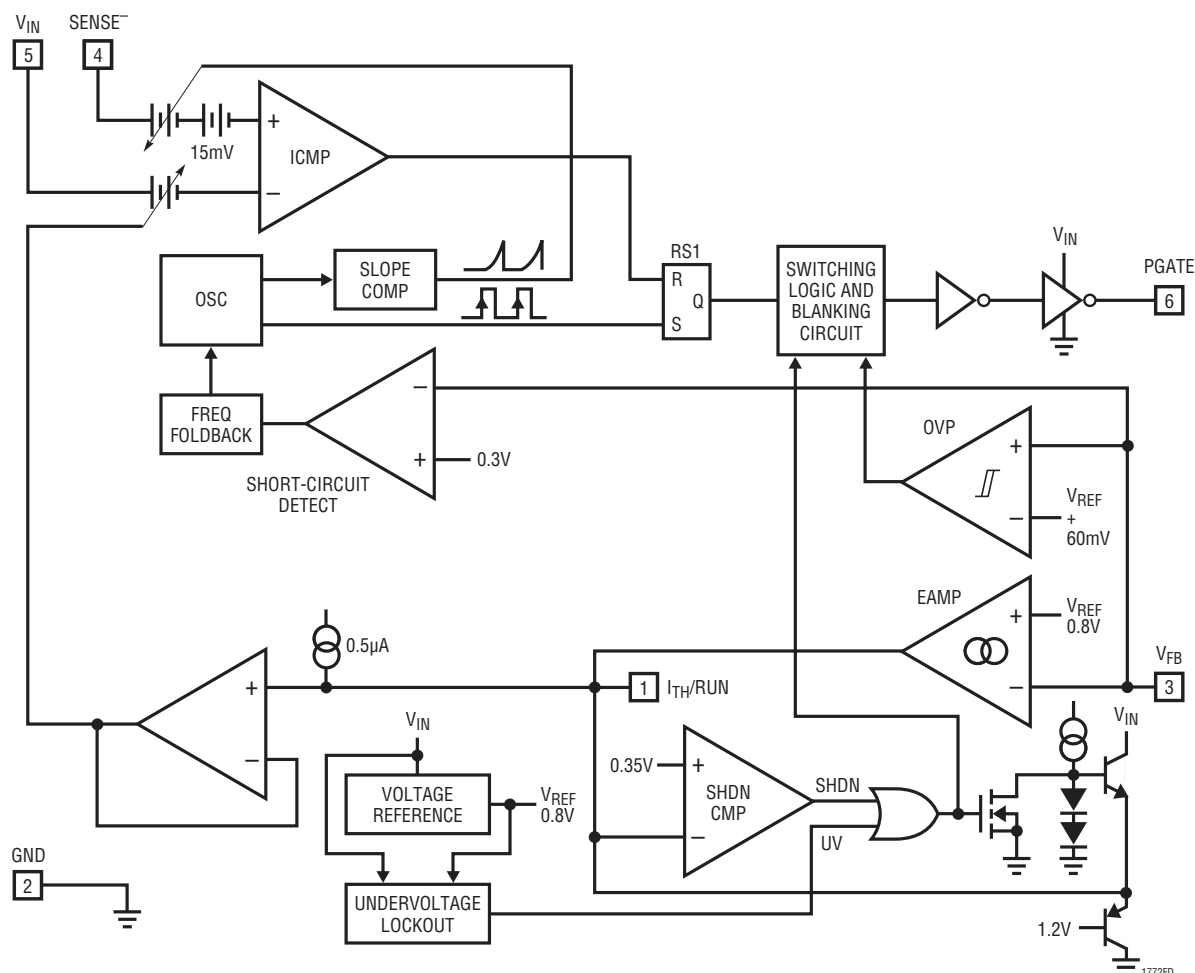 VIN
SENSE–
5
4
15mV
+
–
ICMP
OSC
SLOPE
COMP
RS1
R
Q
S
SWITCHING
LOGIC AND
BLANKING
CIRCUIT
VIN
PGATE
6
FREQ
FOLDBACK
–
+
0.3V
SHORT-CIRCUIT
DETECT
OVP
+
–
VREF
+
60mV
EAMP
+
–
VREF
0.8V
VFB
3
0.5µA
+
–
1
ITH/RUN
VIN
VOLTAGE
REFERENCE
VREF
0.8V
UNDERVOLTAGE
LOCKOUT
0.35V
+
–
SHDN
CMP
SHDN
UV
VIN
1.2V
GND
2
1772FD